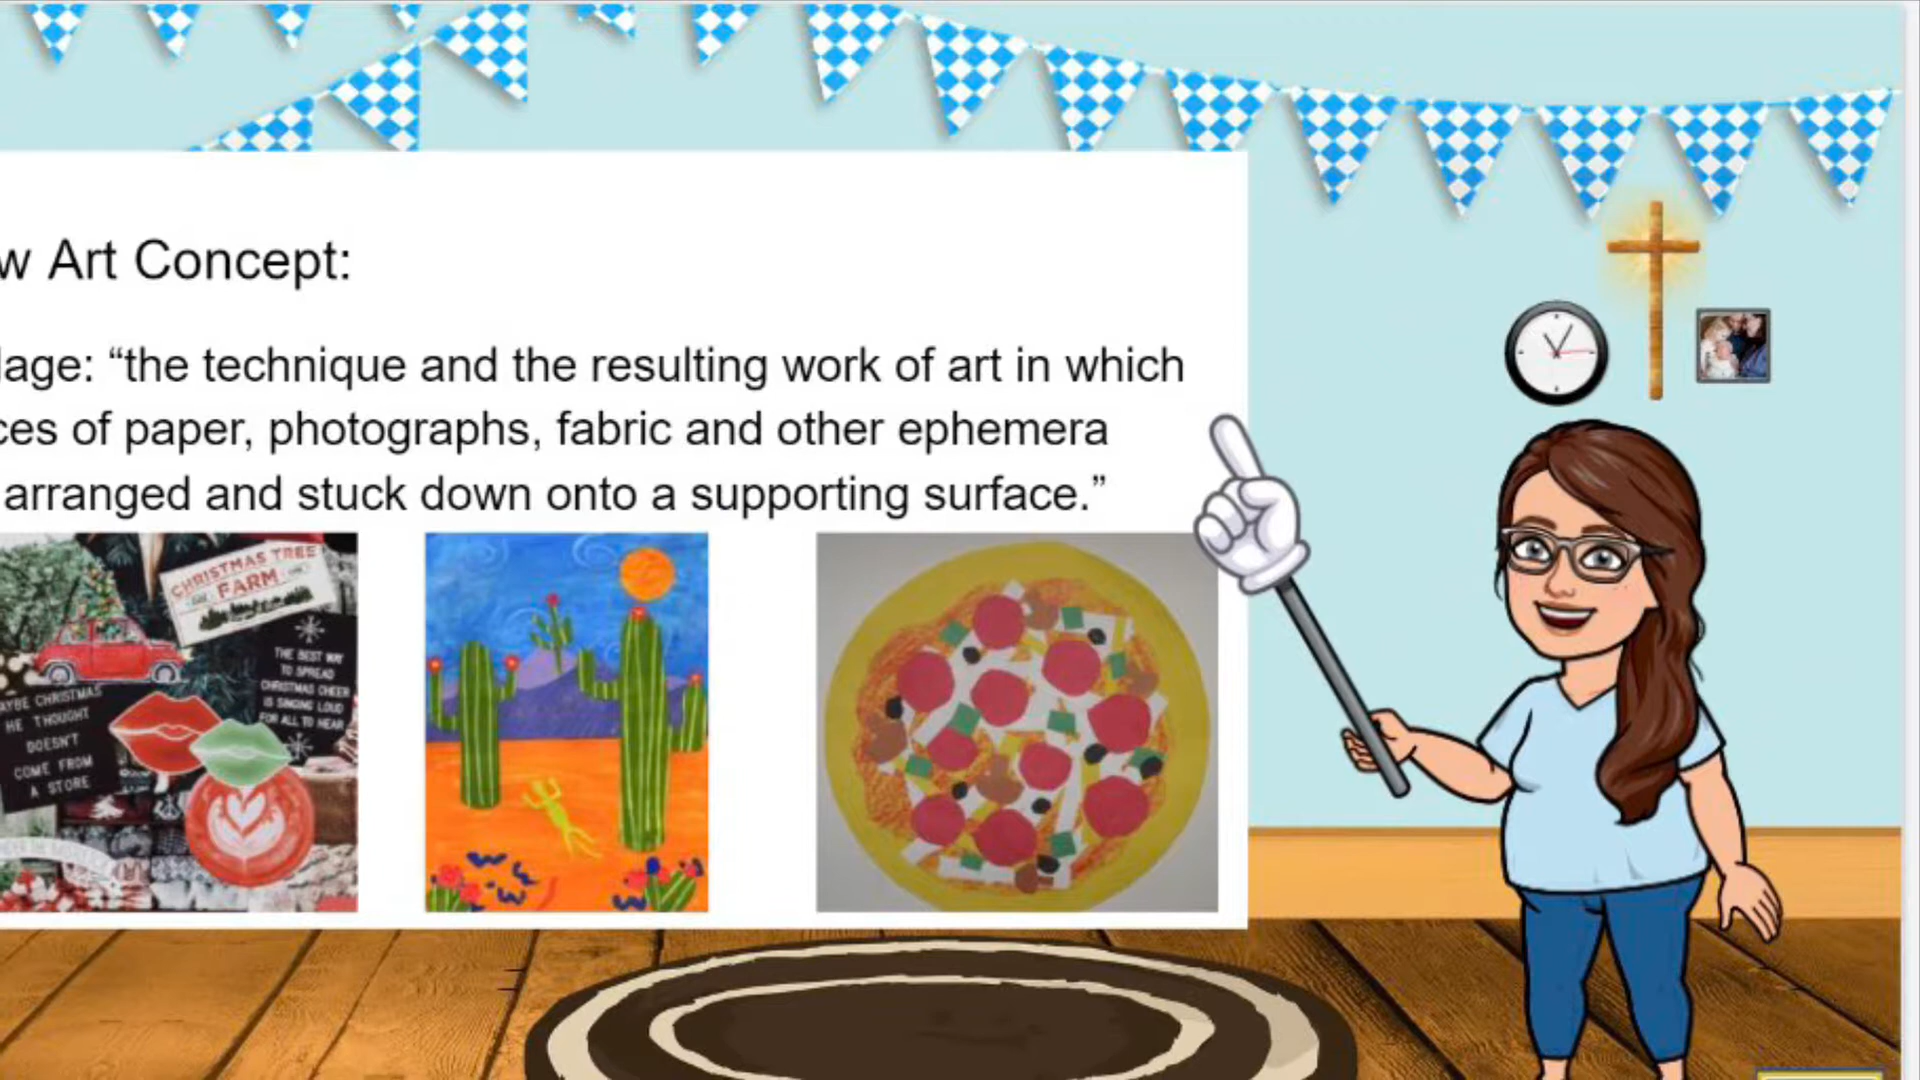 w Art Concept:
lage: “the technique and the resulting work of art in which
ces of paper, photographs, fabric and other ephemera
arranged and stuck down onto a supporting surface.”
CHRISTMAS TREE
FARM
THE BEST WAY
TO SPREAD
CHRISTMAS CHEER
IS SINGING LOUD
FOR ALL TO HEAR
AYBE CHRISTMAS
HE THOUGHT
DOESN'T
COME FROM
A STORE